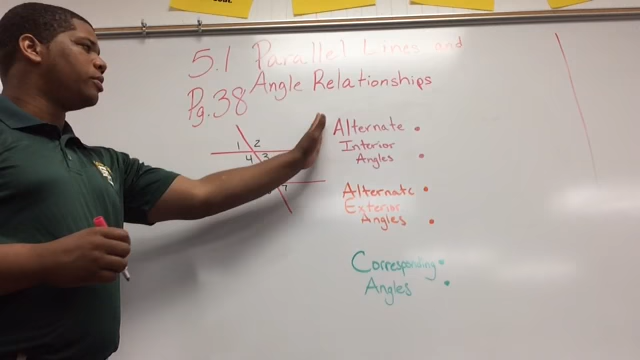 5.1 Parallel Lines and
Pg.38 Angle Relationships
1 2
4 3
7
Alternate
Interior
Angles
Alternate
Exterior
Angles
Corresponding
Angles